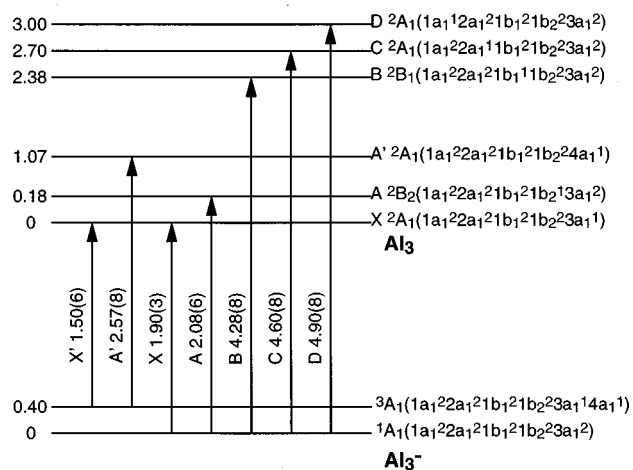 3.00 D ²A₁(1a₁¹2a₁²1b₁²1b₂²3a₁²)
2.70 C ²A₁(1a₁²2a₁¹1b₁²1b₂²3a₁²)
2.38 B ²B₁(1a₁²2a₁²1b₁¹1b₂²3a₁²)
1.07 A' ²A₁(1a₁²2a₁²1b₁²1b₂²4a₁¹)
0.18 A ²B₂(1a₁²2a₁²1b₁²1b₂¹3a₁²)
0 X ²A₁(1a₁²2a₁²1b₁²1b₂²3a₁¹)
Al₃
X' 1.50(6)
A' 2.57(8)
X 1.90(3)
A 2.08(6)
B 4.28(8)
C 4.60(8)
D 4.90(8)
0.40 ³A₁(1a₁²2a₁²1b₁²1b₂²3a₁¹4a₁¹)
0 ¹A₁(1a₁²2a₁²1b₁²1b₂²3a₁²)
Al₃⁻